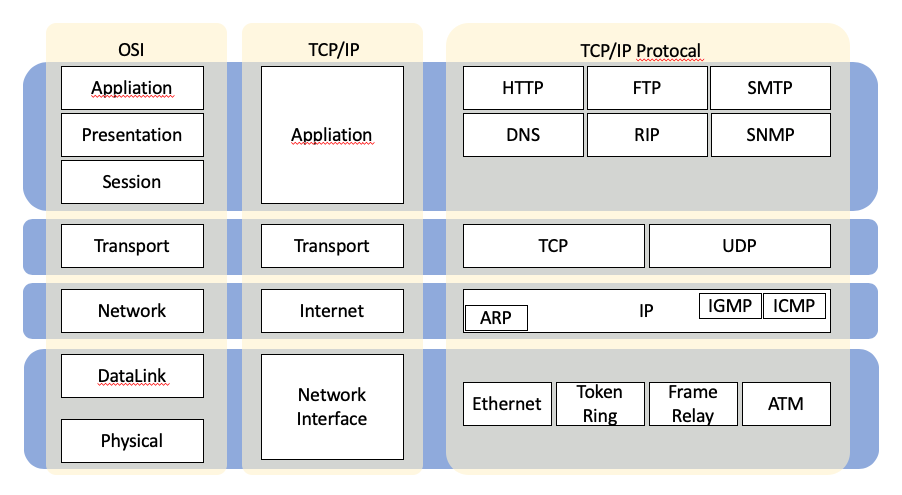 OSI
TCP/IP
TCP/IP Protocal
Appliation
Presentation
Session
Appliation
HTTP
FTP
SMTP
DNS
RIP
SNMP
Transport
Transport
TCP
UDP
Network
Internet
ARP
IP
IGMP
ICMP
DataLink
Physical
Network
Interface
Ethernet
Token
Ring
Frame
Relay
ATM